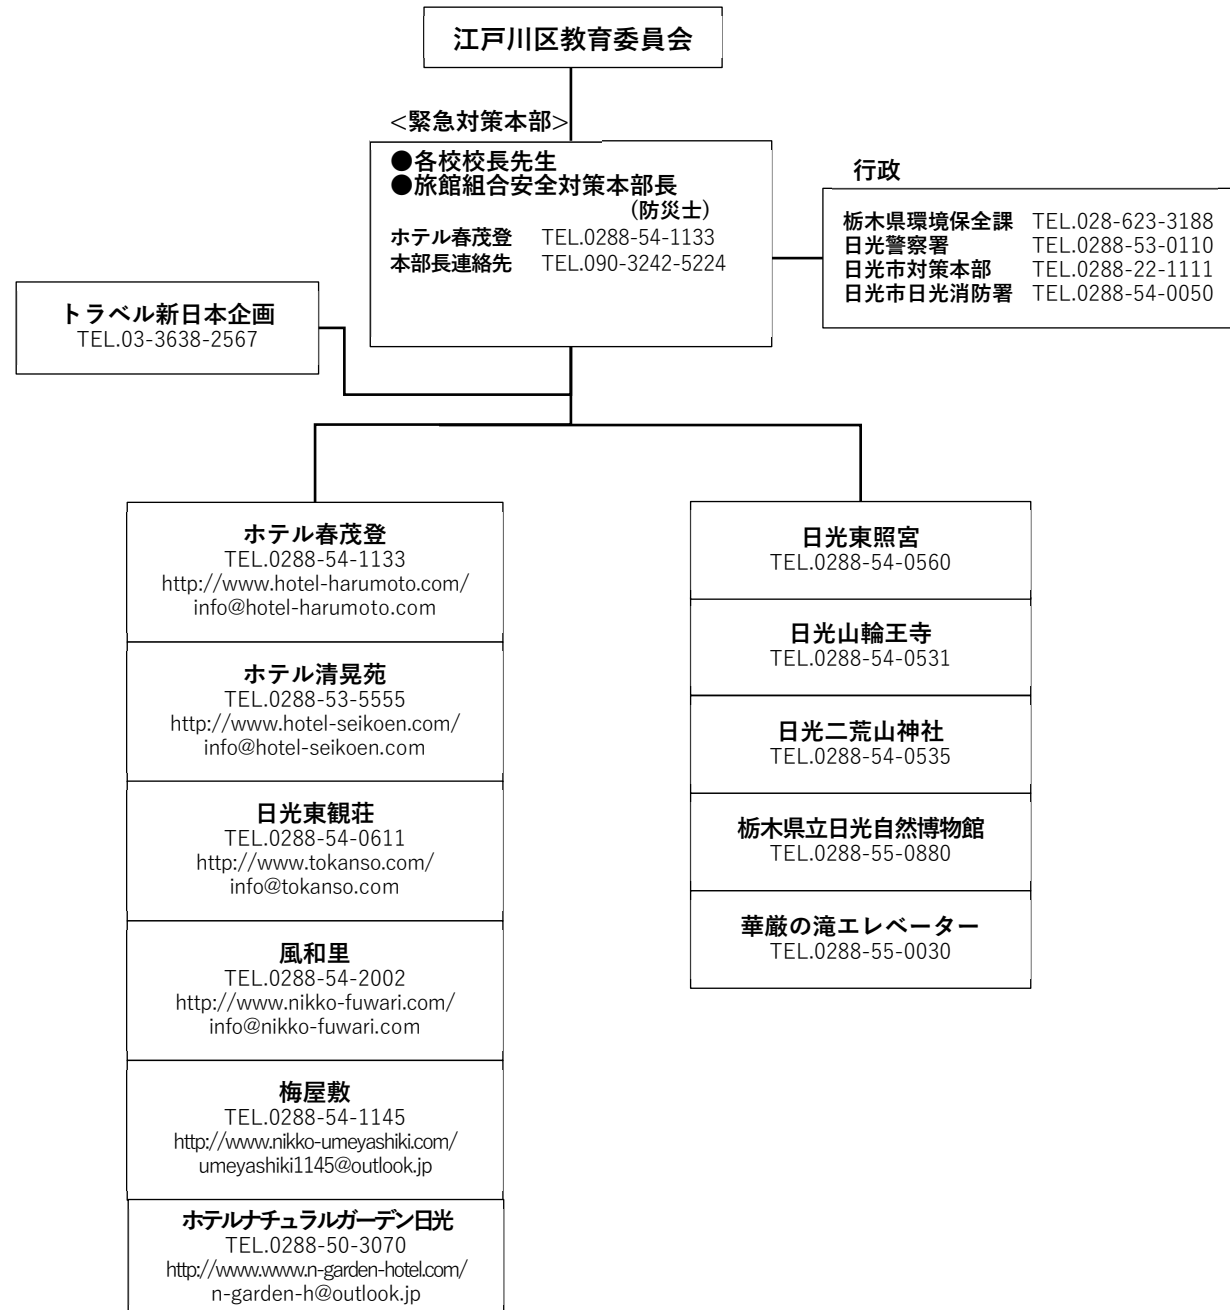 江戸川区教育委員会
<緊急対策本部>
●各校校長先生
●旅館組合安全対策本部長
(防災士)
ホテル春茂登 TEL.0288-54-1133
本部長連絡先 TEL.090-3242-5224
行政
栃木県環境保全課 TEL.028-623-3188
日光警察署 TEL.0288-53-0110
日光市対策本部 TEL.0288-22-1111
日光市日光消防署 TEL.0288-54-0050
トラベル新日本企画
TEL.03-3638-2567
ホテル春茂登
TEL.0288-54-1133
http://www.hotel-harumoto.com/
info@hotel-harumoto.com
ホテル清晃苑
TEL.0288-53-5555
http://www.hotel-seikoen.com/
info@hotel-seikoen.com
日光東観荘
TEL.0288-54-0611
http://www.tokanso.com/
info@tokanso.com
風和里
TEL.0288-54-2002
http://www.nikko-fuwari.com/
info@nikko-fuwari.com
梅屋敷
TEL.0288-54-1145
http://www.nikko-umeyashiki.com/
umeyashiki1145@outlook.jp
ホテルナチュラルガーデン日光
TEL.0288-50-3070
http://www.www.n-garden-hotel.com/
n-garden-h@outlook.jp
日光東照宮
TEL.0288-54-0560
日光山輪王寺
TEL.0288-54-0531
日光二荒山神社
TEL.0288-54-0535
栃木県立日光自然博物館
TEL.0288-55-0880
華厳の滝エレベーター
TEL.0288-55-0030